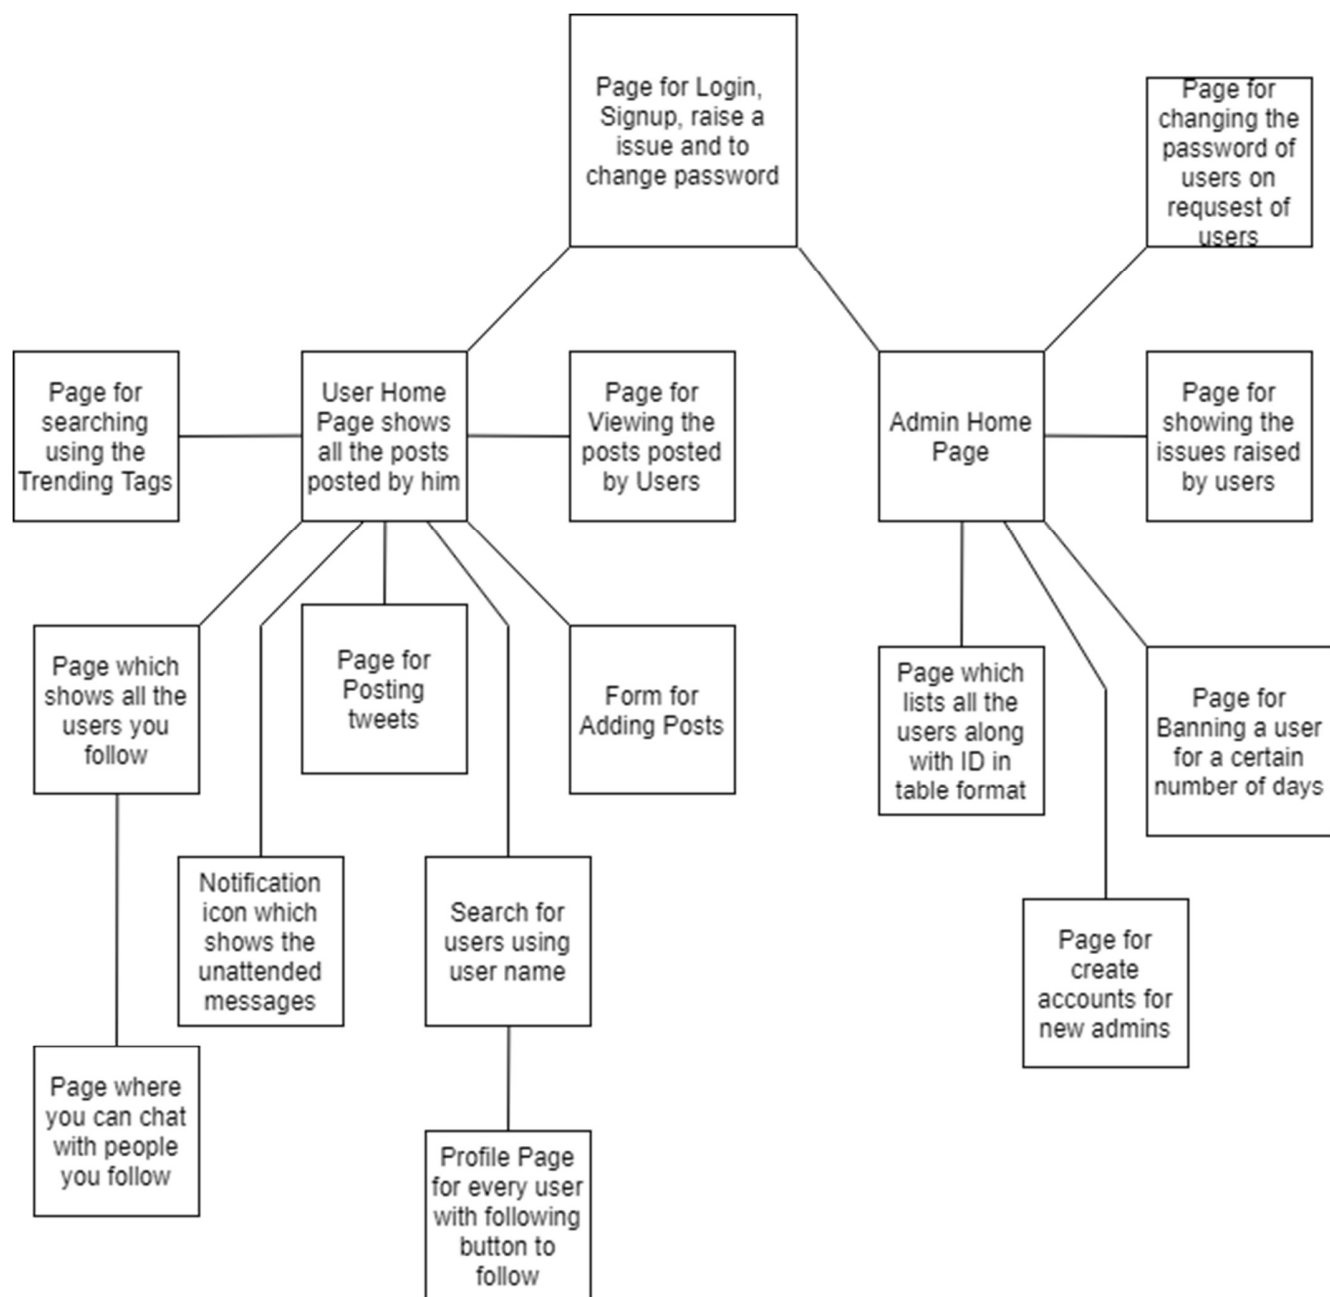 Page for Login,
Signup, raise a
issue and to
change password
Page for
changing the
password of
users on
requsest of
users
Page for
searching
using the
Trending Tags
User Home
Page shows
all the posts
posted by him
Page for
Viewing the
posts posted
by Users
Admin Home
Page
Page for
showing the
issues raised
by users
Page which
shows all the
users you
follow
Page for
Posting
tweets
Form for
Adding Posts
Page which
lists all the
users along
with ID in
table format
Page for
Banning a user
for a certain
number of days
Notification
icon which
shows the
unattended
messages
Search for
users using
user name
Page for
create
accounts for
new admins
Page where
you can chat
with people
you follow
Profile Page
for every user
with following
button to
follow